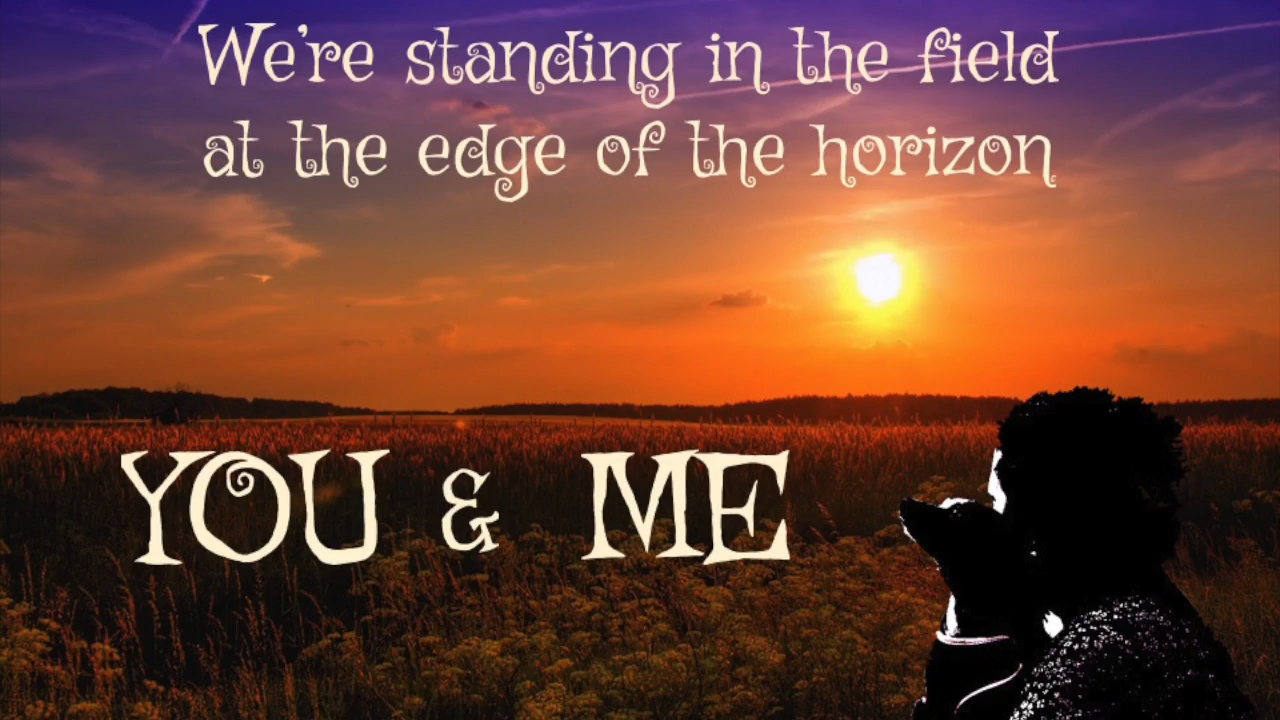 We're standing in the field
at the edge of the horizon
YOU & ME